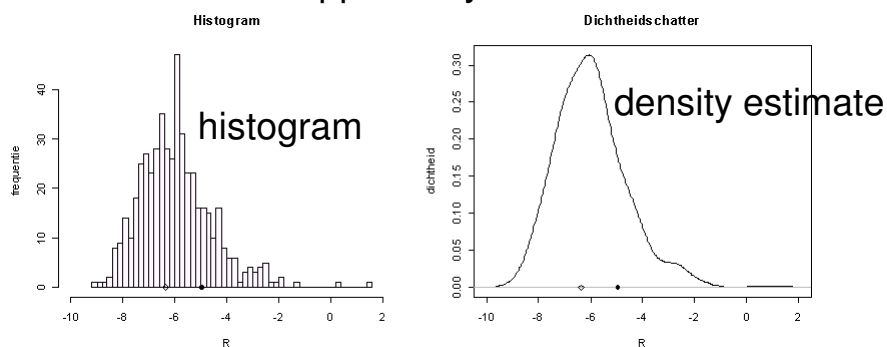 Histogram
frequentie
0 10 20 30 40
histogram
-10 -8 -6 -4 -2 0 2
R
Dichtheidschatter
dichtheid
0.00 0.05 0.10 0.15 0.20 0.25 0.30
density estimate
-10 -8 -6 -4 -2 0 2
R